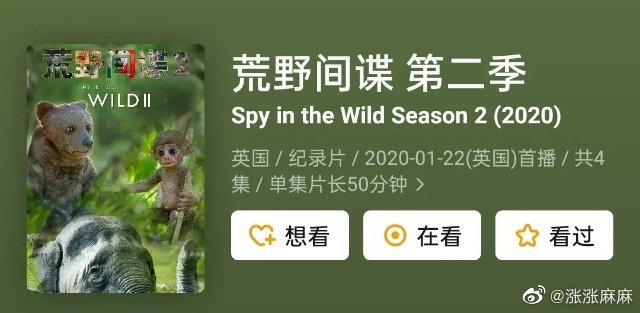 荒野间谍2
SPY IN THE
WILD II
荒野间谍 第二季
Spy in the Wild Season 2 (2020)
英国 / 纪录片 / 2020-01-22(英国)首播 / 共4
集 / 单集片长50分钟 >
想看
在看
看过
@涨涨麻麻